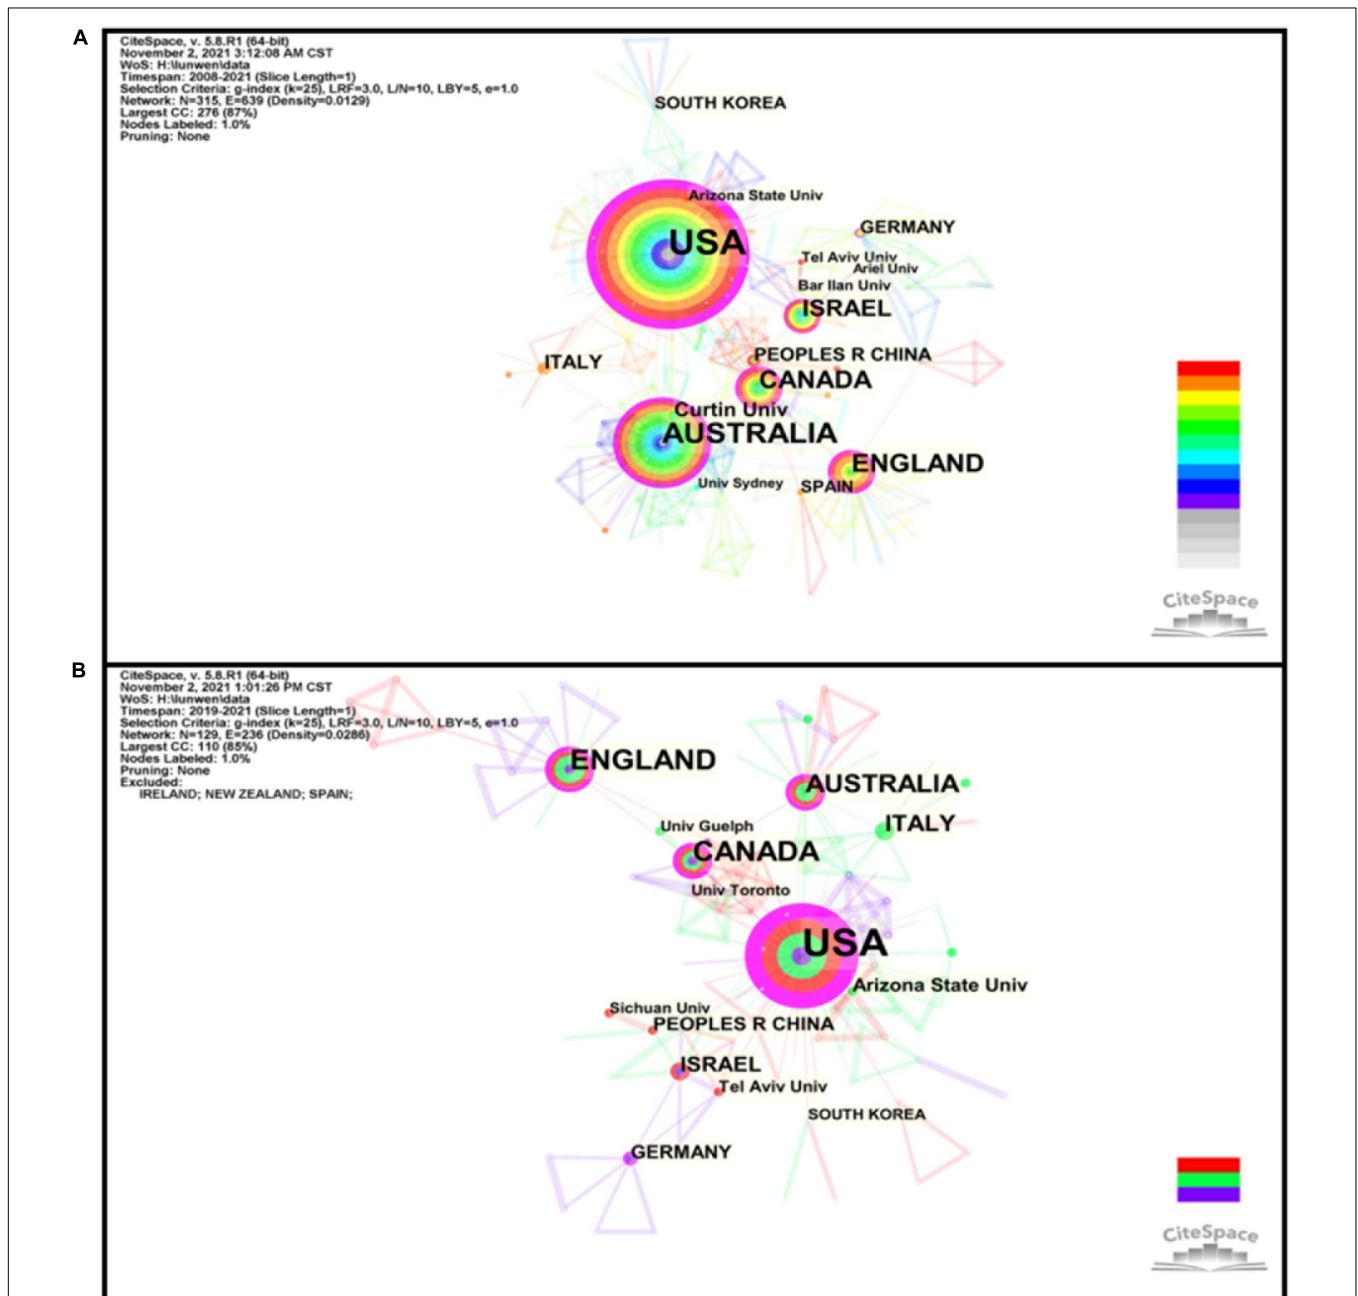 A
CiteSpace, v. 5.8.R1 (64-bit)
November 2, 2021 3:12:08 AM CST
WoS: H:\lunwen\data
Timespan: 2008-2021 (Slice Length=1)
Selection Criteria: g-index (k=25), LRF=3.0, L/N=10, LBY=5, e=1.0
Network: N=315, E=639 (Density=0.0129)
Largest CC: 276 (87%)
Nodes Labeled: 1.0%
Pruning: None
SOUTH KOREA
Arizona State Univ
USA
GERMANY
Tel Aviv Univ
Ariel Univ
Bar Ilan Univ
ISRAEL
ITALY
PEOPLES R CHINA
CANADA
Curtin Univ
AUSTRALIA
ENGLAND
Univ Sydney
SPAIN
CiteSpace
B
CiteSpace, v. 5.8.R1 (64-bit)
November 2, 2021 1:01:26 PM CST
WoS: H:\lunwen\data
Timespan: 2019-2021 (Slice Length=1)
Selection Criteria: g-index (k=25), LRF=3.0, L/N=10, LBY=5, e=1.0
Network: N=129, E=236 (Density=0.0286)
Largest CC: 110 (85%)
Nodes Labeled: 1.0%
Pruning: None
Excluded:
IRELAND; NEW ZEALAND; SPAIN;
ENGLAND
AUSTRALIA
ITALY
Univ Guelph
CANADA
Univ Toronto
USA
Arizona State Univ
Sichuan Univ
PEOPLES R CHINA
ISRAEL
Tel Aviv Univ
SOUTH KOREA
GERMANY
CiteSpace